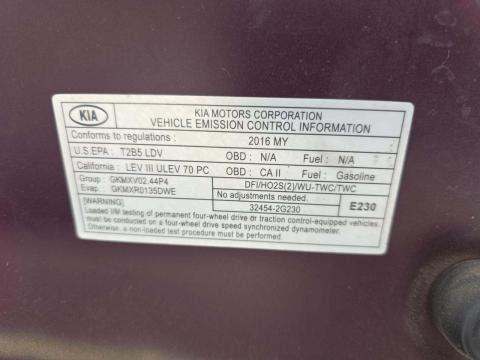 KIA
KIA MOTORS CORPORATION
VEHICLE EMISSION CONTROL INFORMATION
Conforms to regulations: 2016 MY
U.S.EPA : T2B5 LDV OBD : N/A Fuel : N/A
California: LEV III ULEV 70 PC OBD : CA II Fuel : Gasoline
Group: GKMXV02.44P4 DFI/HO2S(2)/WU-TWC/TWC
Evap: GKMXR0135DWE No adjustments needed.
32454-2G230 E230
[WARNING]
Loaded I/M testing of permanent four-wheel drive or traction control-equipped vehicles,
must be conducted on a four-wheel drive speed synchronized dynamometer.
Otherwise, a non-loaded test procedure must be utilized.